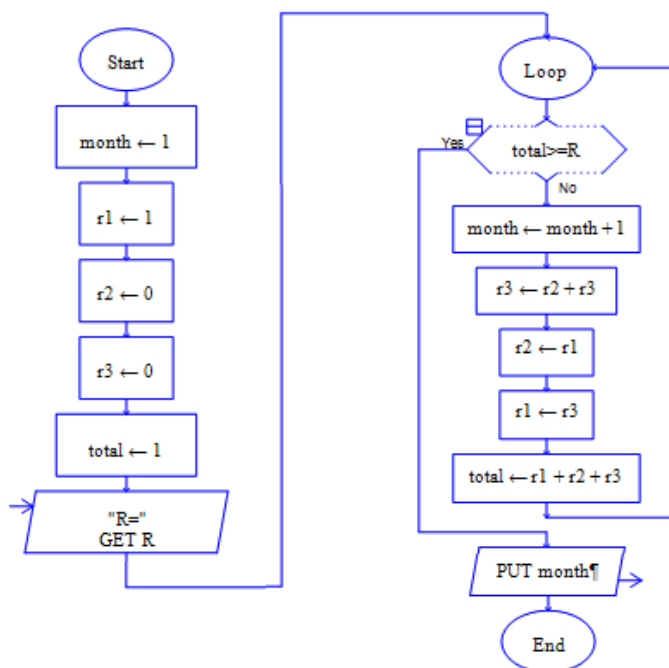 Start
month ← 1
r1 ← 1
r2 ← 0
r3 ← 0
total ← 1
"R="
GET R
Loop
Yes
total>=R
No
month ← month + 1
r3 ← r2 + r3
r2 ← r1
r1 ← r3
total ← r1 + r2 + r3
PUT month¶
End